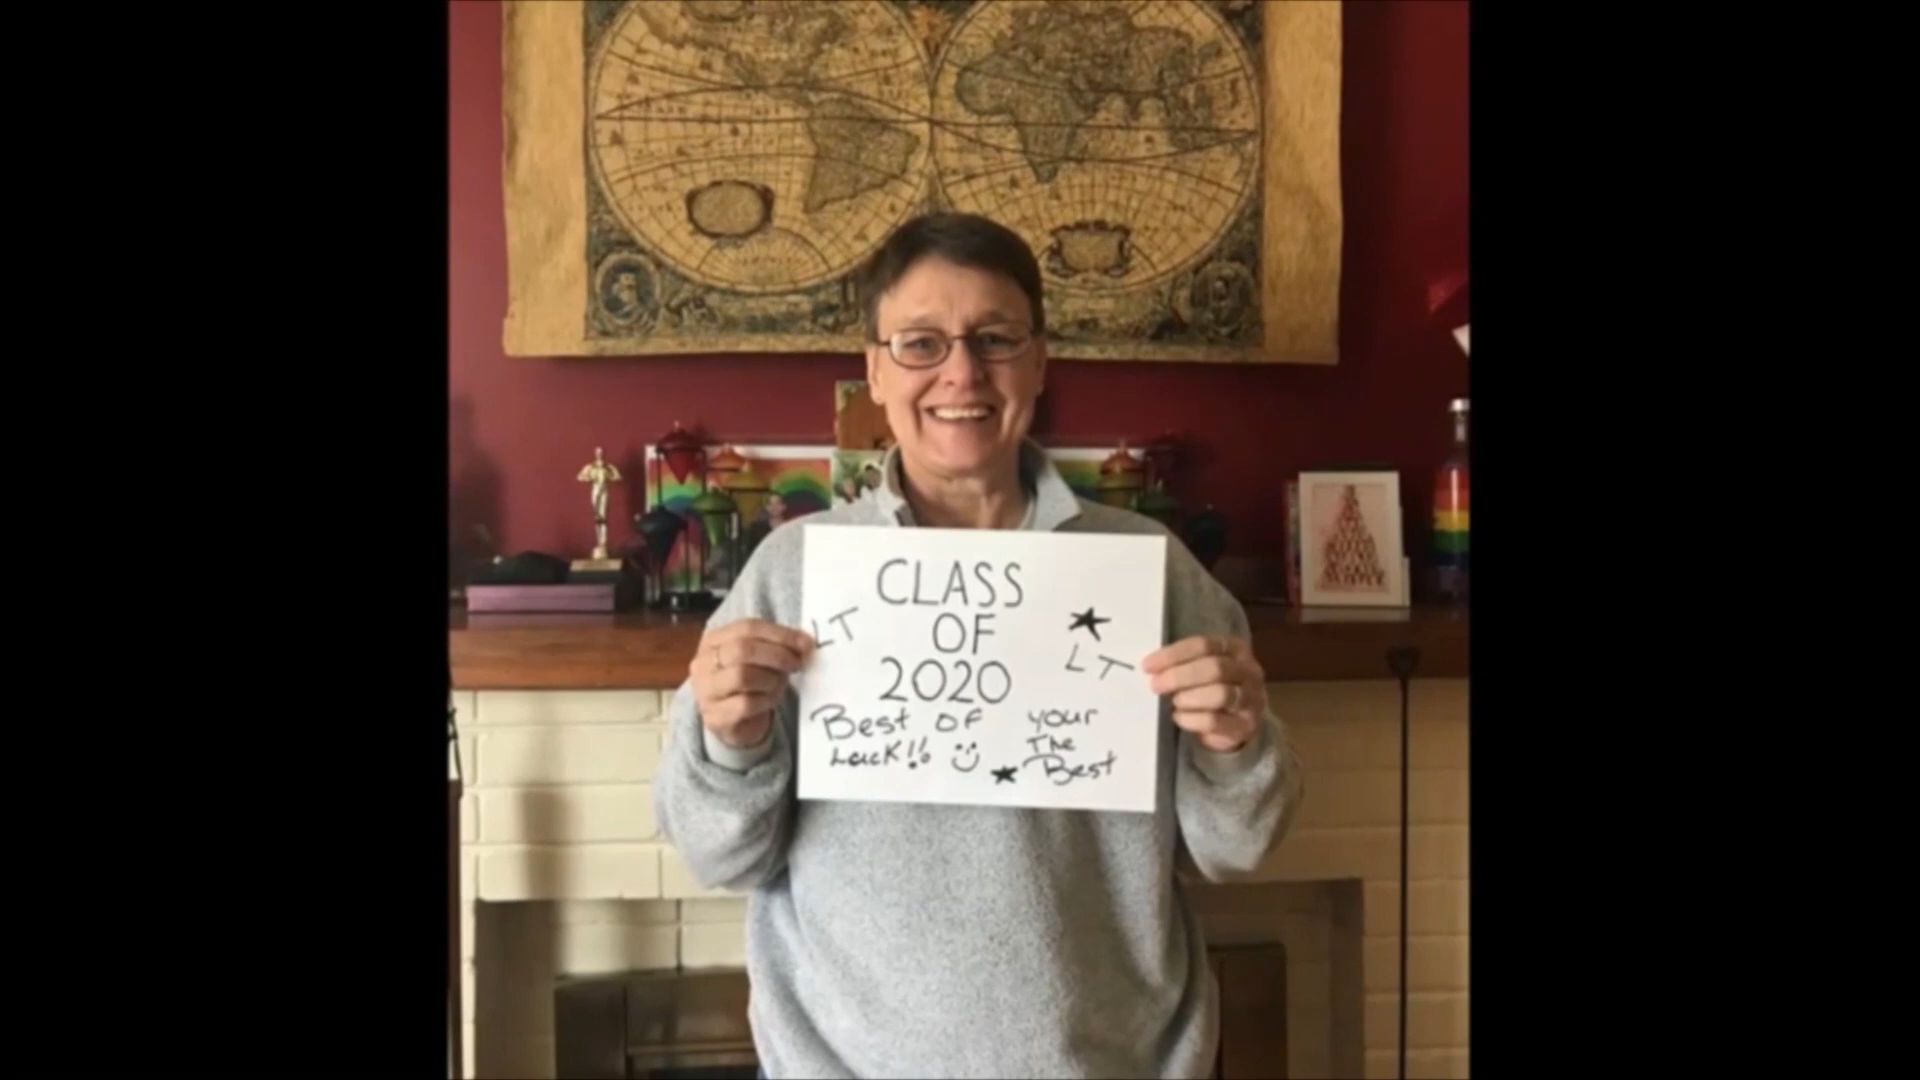 CLASS
OF
2020
LT
LT
Best of
Luck!!
your
The
Best